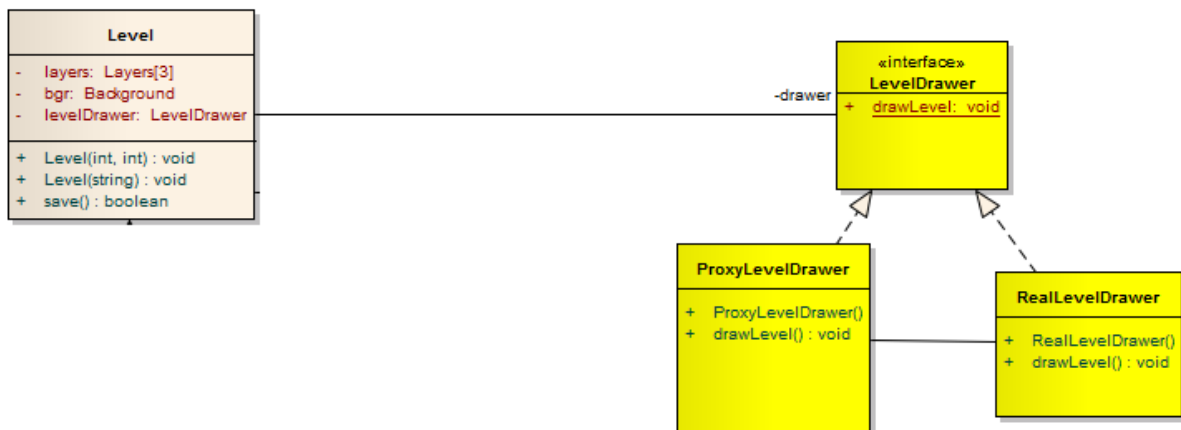 Level
- layers: Layers[3]
- bgr: Background
- levelDrawer: LevelDrawer
+ Level(int, int) : void
+ Level(string) : void
+ save() : boolean
-drawer
«interface»
LevelDrawer
+ drawLevel: void
ProxyLevelDrawer
+ ProxyLevelDrawer()
+ drawLevel() : void
RealLevelDrawer
+ RealLevelDrawer()
+ drawLevel() : void